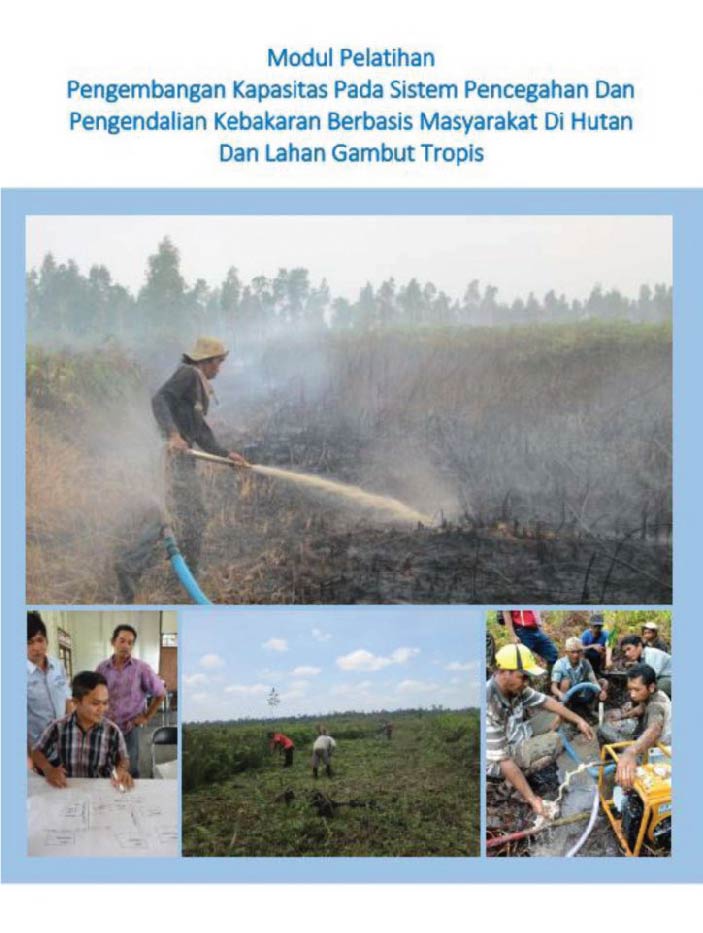 Modul Pelatihan
Pengembangan Kapasitas Pada Sistem Pencegahan Dan
Pengendalian Kebakaran Berbasis Masyarakat Di Hutan
Dan Lahan Gambut Tropis